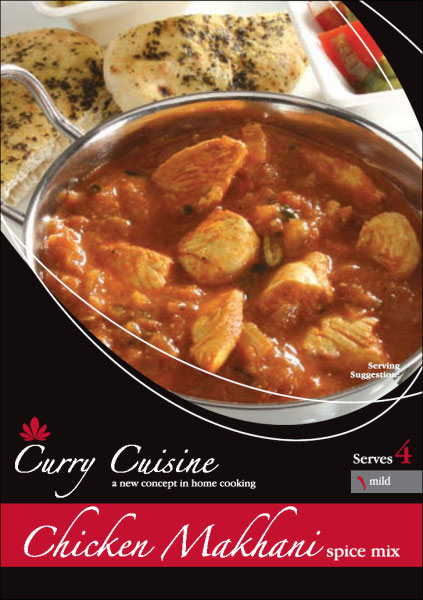 Serving
Suggestion.
Curry Cuisine
a new concept in home cooking
Serves 4
mild
Chicken Makhani spice mix